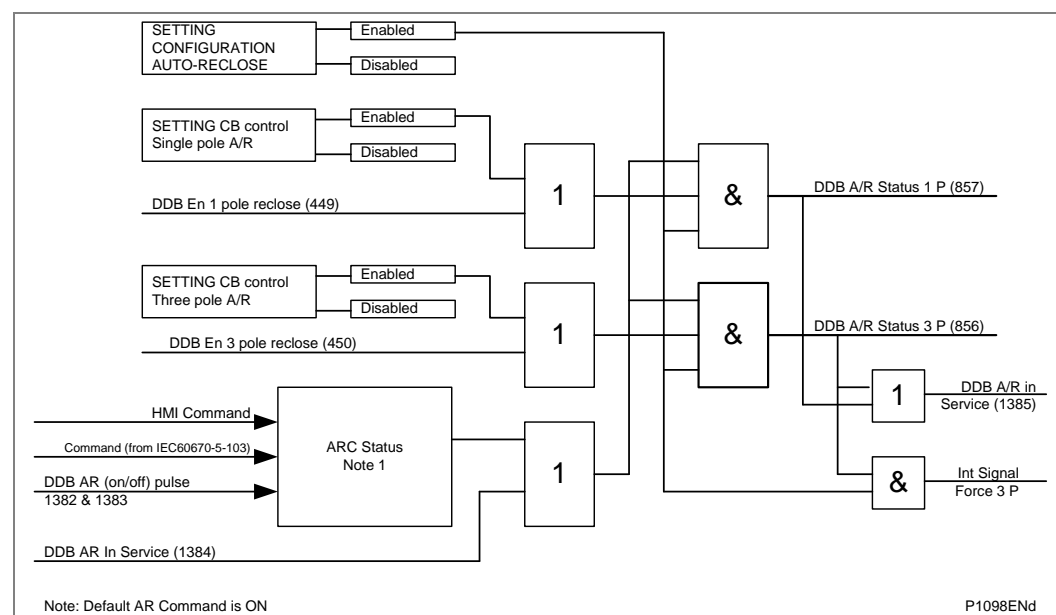 SETTING
CONFIGURATION
AUTO-RECLOSE
Enabled
Disabled
SETTING CB control
Single pole A/R
Enabled
Disabled
DDB En 1 pole reclose (449)
1
&
DDB A/R Status 1 P (857)
SETTING CB control
Three pole A/R
Enabled
Disabled
DDB En 3 pole reclose (450)
1
&
DDB A/R Status 3 P (856)
1
DDB A/R in
Service (1385)
HMI Command
Command (from IEC60670-5-103)
DDB AR (on/off) pulse
1382 & 1383
ARC Status
Note 1
1
&
Int Signal
Force 3 P
DDB AR In Service (1384)
Note: Default AR Command is ON
P1098ENd